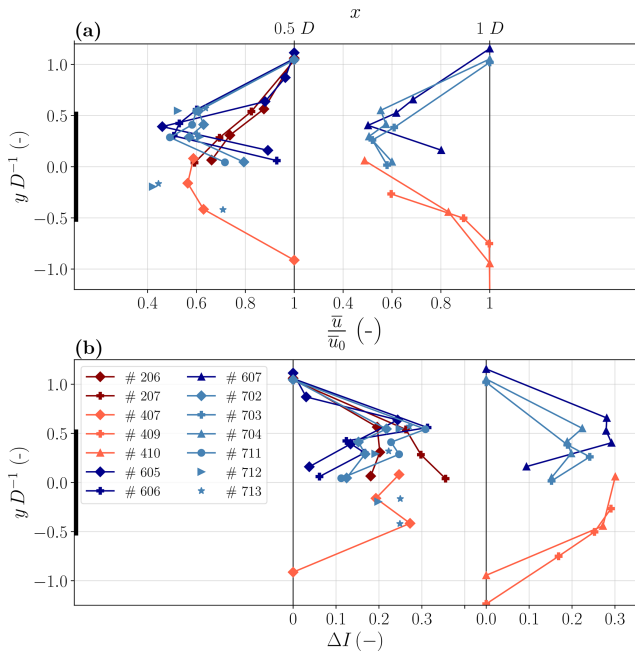 x
(a) 0.5 D 1 D
1.0
0.5
0.0
−0.5
−1.0
y D⁻¹ (-)
0.4 0.6 0.8 1 0.4 0.6 0.8 1
u̅ / u̅₀ (-)
(b)
# 206 # 607
# 207 # 702
# 407 # 703
# 409 # 704
# 410 # 711
# 605 # 712
# 606 # 713
1.0
0.5
0.0
−0.5
−1.0
y D⁻¹ (-)
0 0.1 0.2 0.3 0.0 0.1 0.2 0.3
ΔI (−)